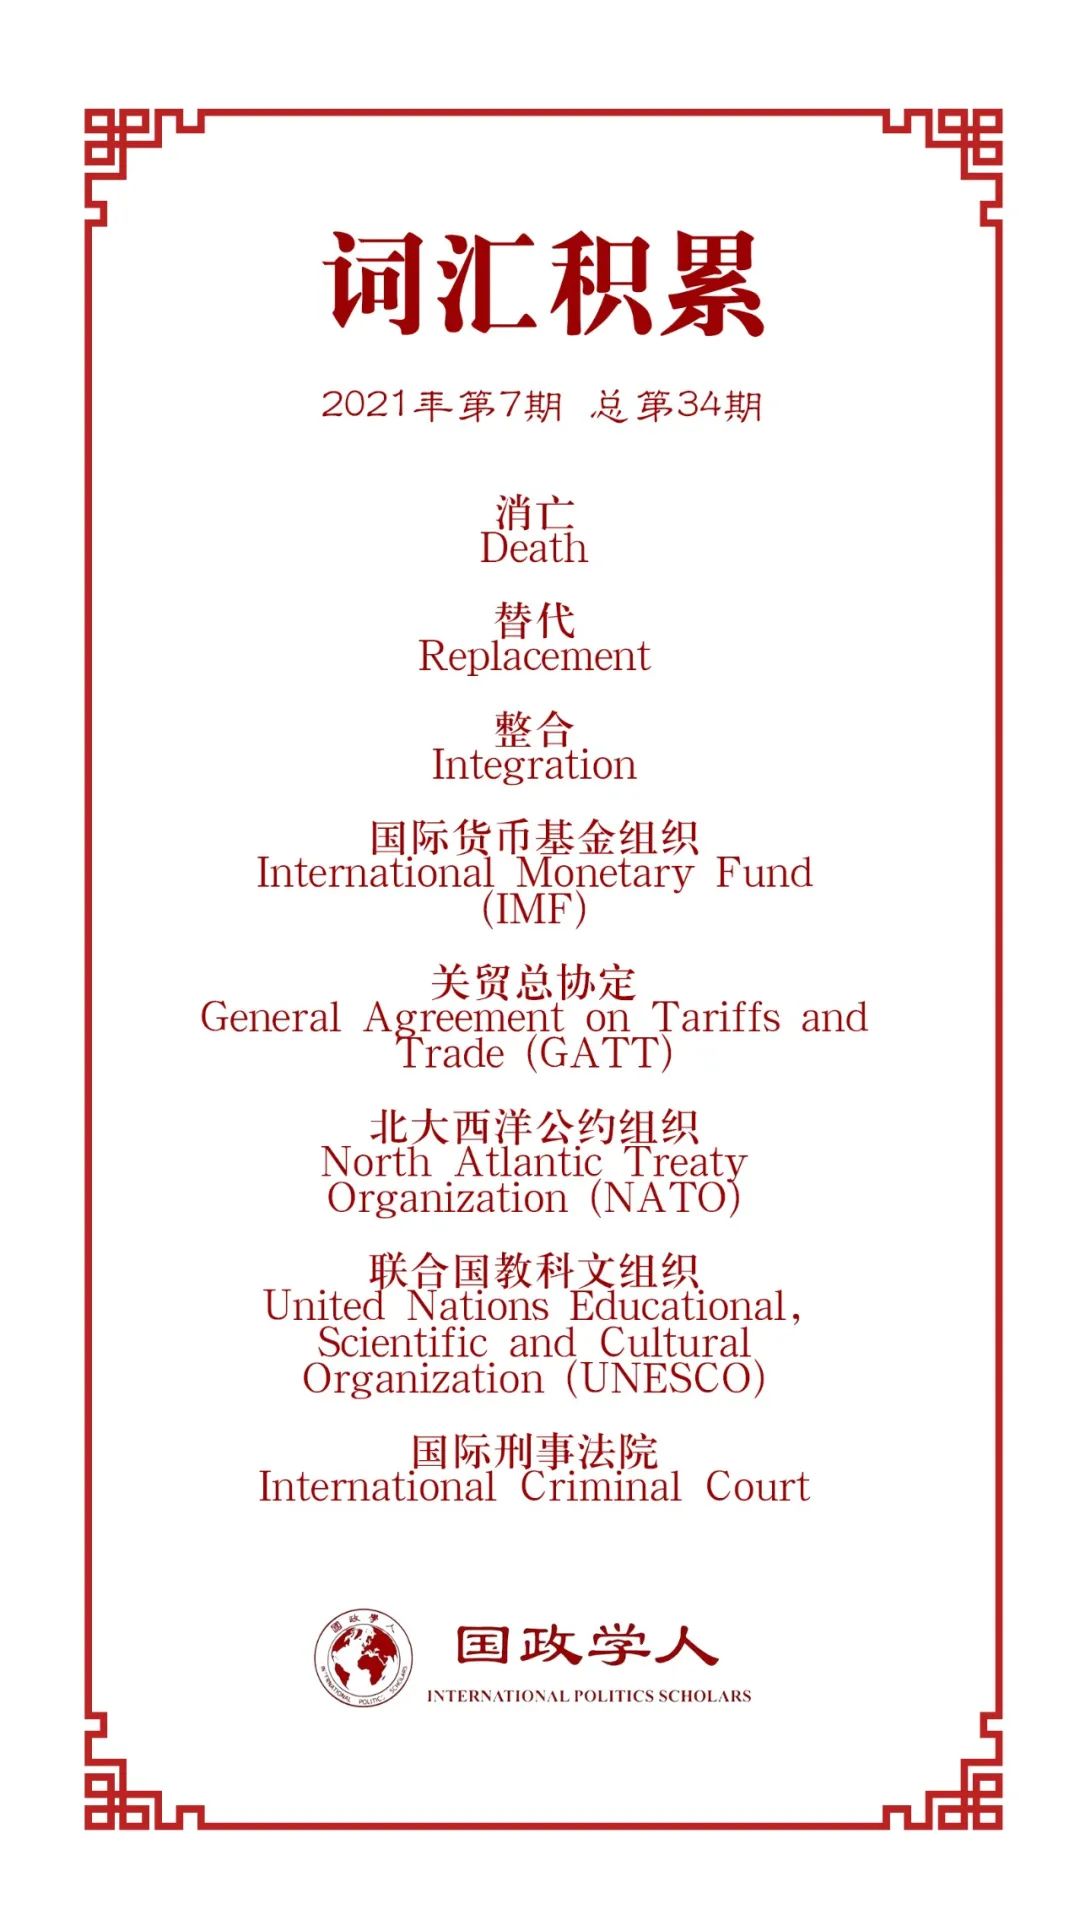 词汇积累
2021年第7期 总第34期
消亡
Death
替代
Replacement
整合
Integration
国际货币基金组织
International Monetary Fund
(IMF)
关贸总协定
General Agreement on Tariffs and
Trade (GATT)
北大西洋公约组织
North Atlantic Treaty
Organization (NATO)
联合国教科文组织
United Nations Educational,
Scientific and Cultural
Organization (UNESCO)
国际刑事法院
International Criminal Court
國政學人
INTERNATIONAL POLITICS SCHOLARS
国政学人
INTERNATIONAL POLITICS SCHOLARS